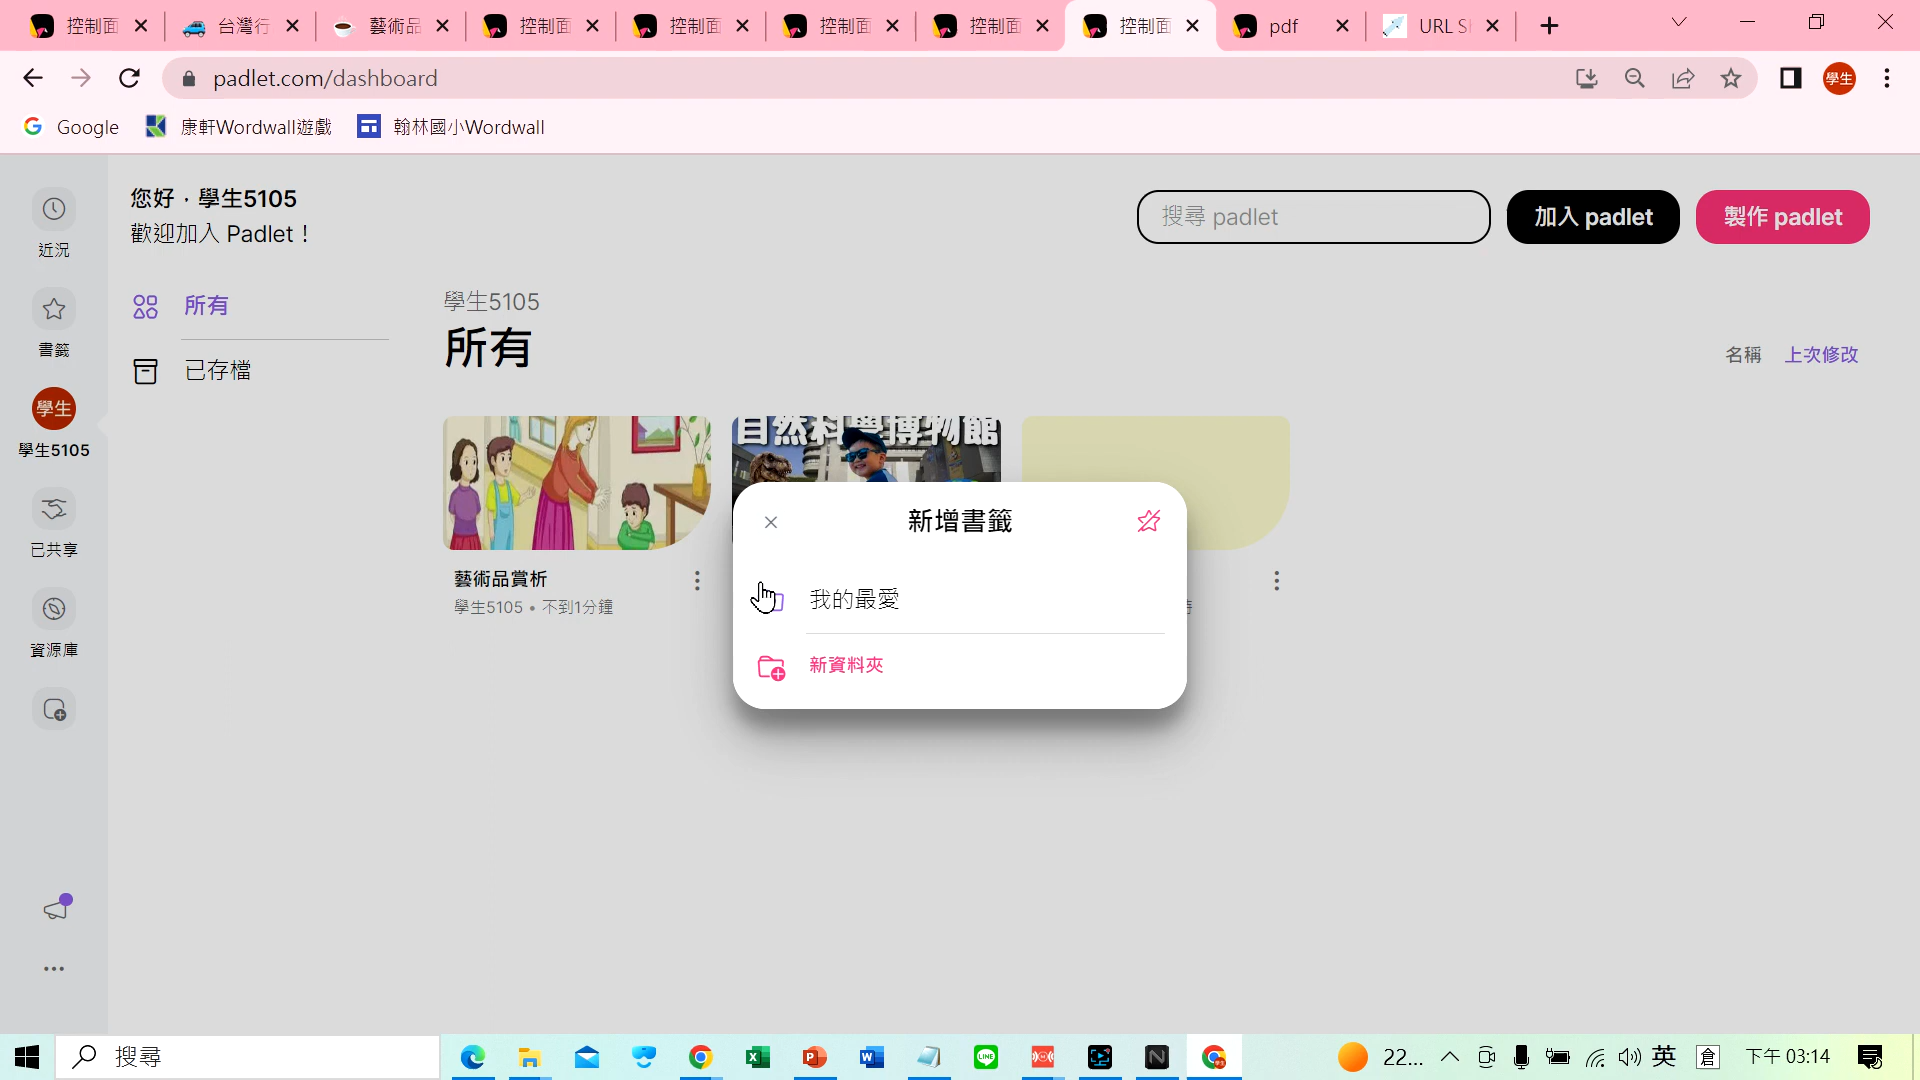 控制面
台灣行
藝術品
控制面
控制面
控制面
控制面
控制面
pdf
URL S
padlet.com/dashboard
學生
Google
康軒Wordwall遊戲
翰林國小Wordwall
近況
書籤
學生
學生5105
已共享
資源庫
您好，學生5105
歡迎加入 Padlet！
搜尋 padlet
加入 padlet
製作 padlet
所有
已存檔
學生5105
所有
名稱
上次修改
自然科學博物館
藝術品賞析
學生5105 • 不到1分鐘
新增書籤
我的最愛
新資料夾
搜尋
22...
英
倉
下午 03:14